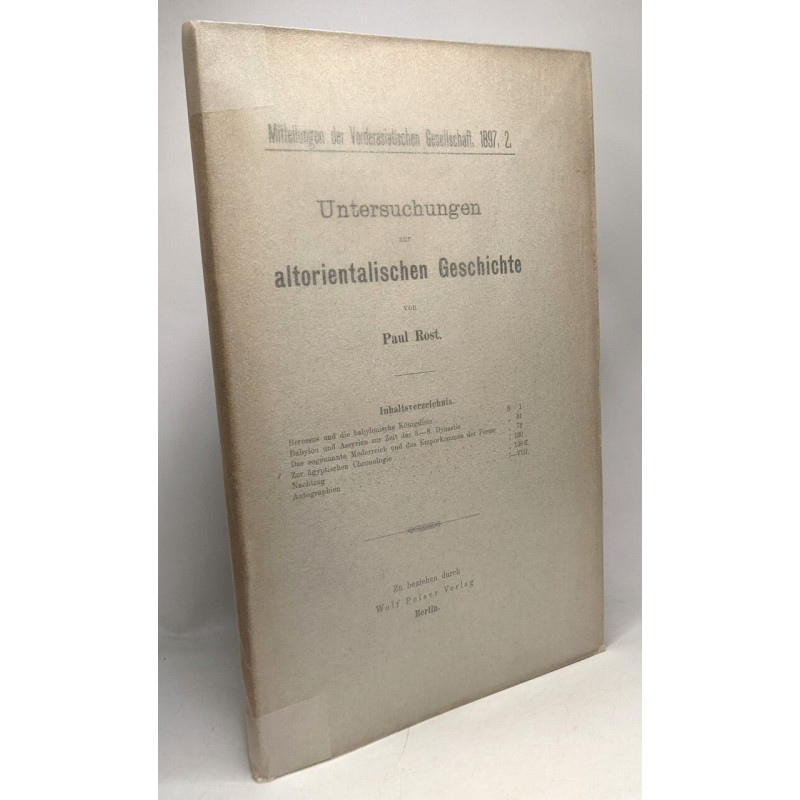 Mitteilungen der Vorderasiatischen Gesellschaft. 1897. 2.
Untersuchungen
zur
altorientalischen Geschichte
von
Paul Rost.
Inhaltsverzeichnis.
Berossus und die babylonische Königsliste S 1
Babylon und Assyrien zur Zeit der 5.—8. Dynastie
Das sogenannte Mederreich und das Emporkommen der Perser
Zur ägyptischen Chronologie
Nachtrag
Autographien I—VIII.
Zu beziehen durch
Wolf Peiser Verlag
Berlin.